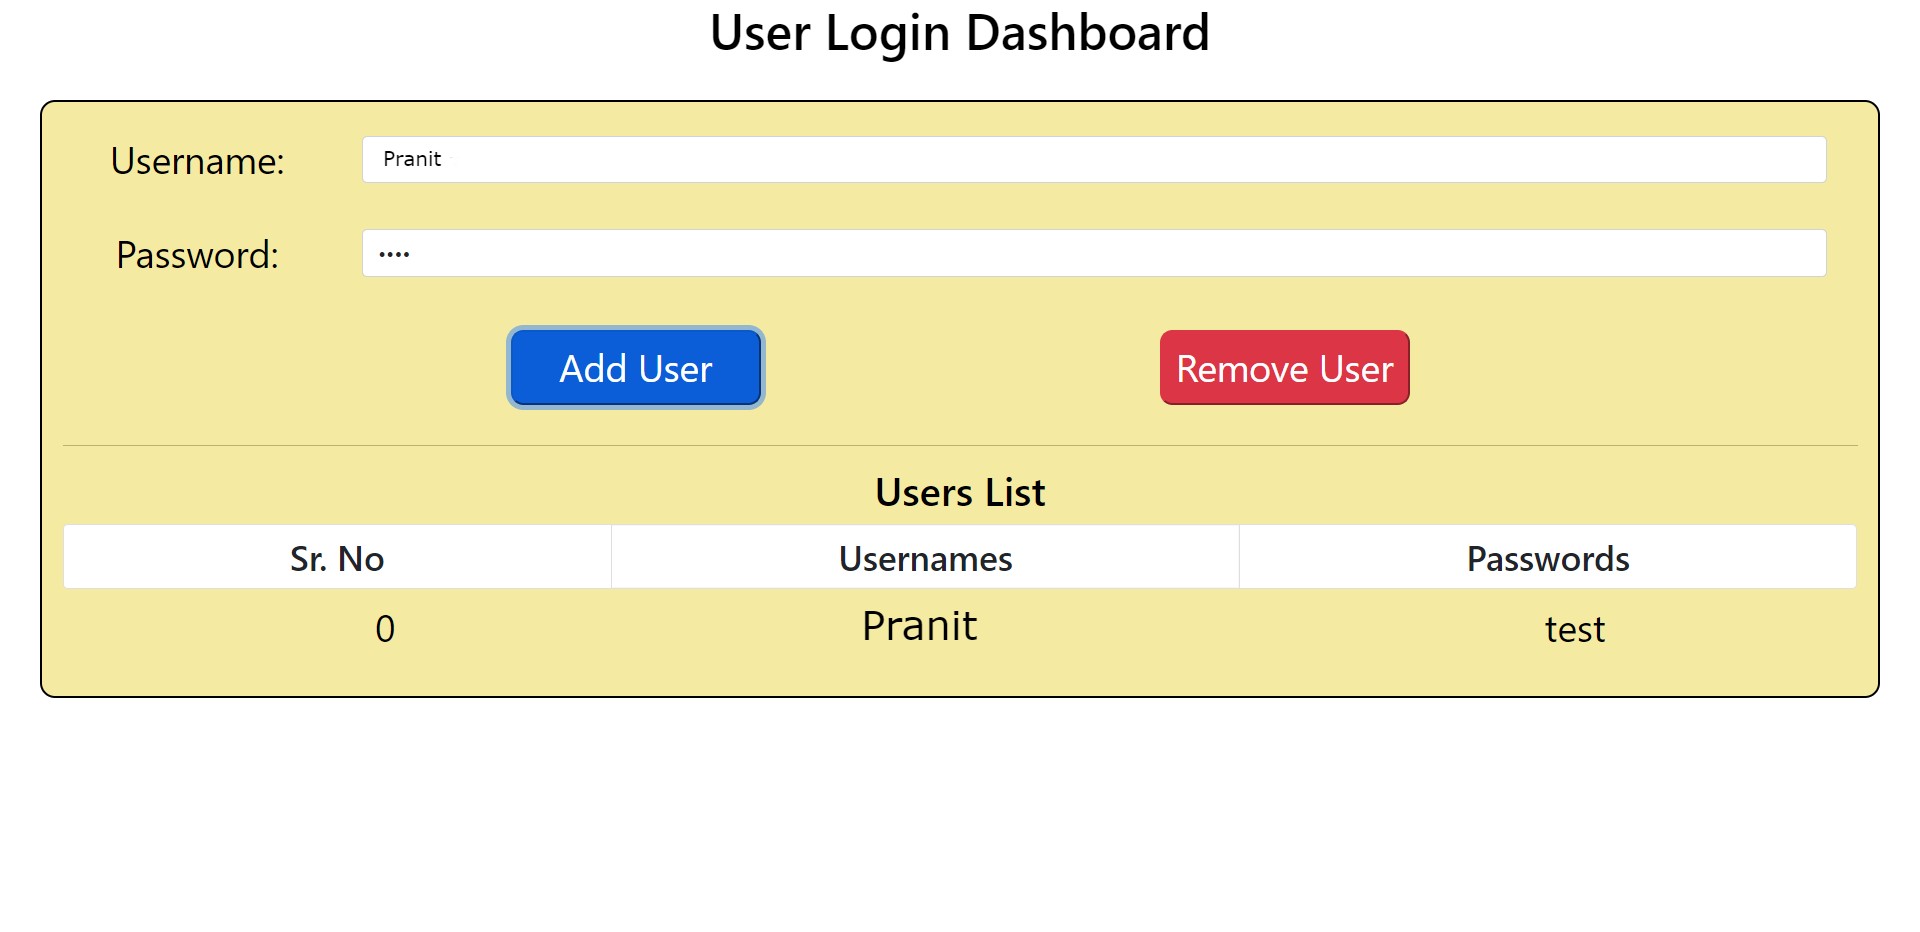 User Login Dashboard
Username: Pranit
Password: ••••
Add User Remove User
Users List
Sr. No Usernames Passwords
0 Pranit test